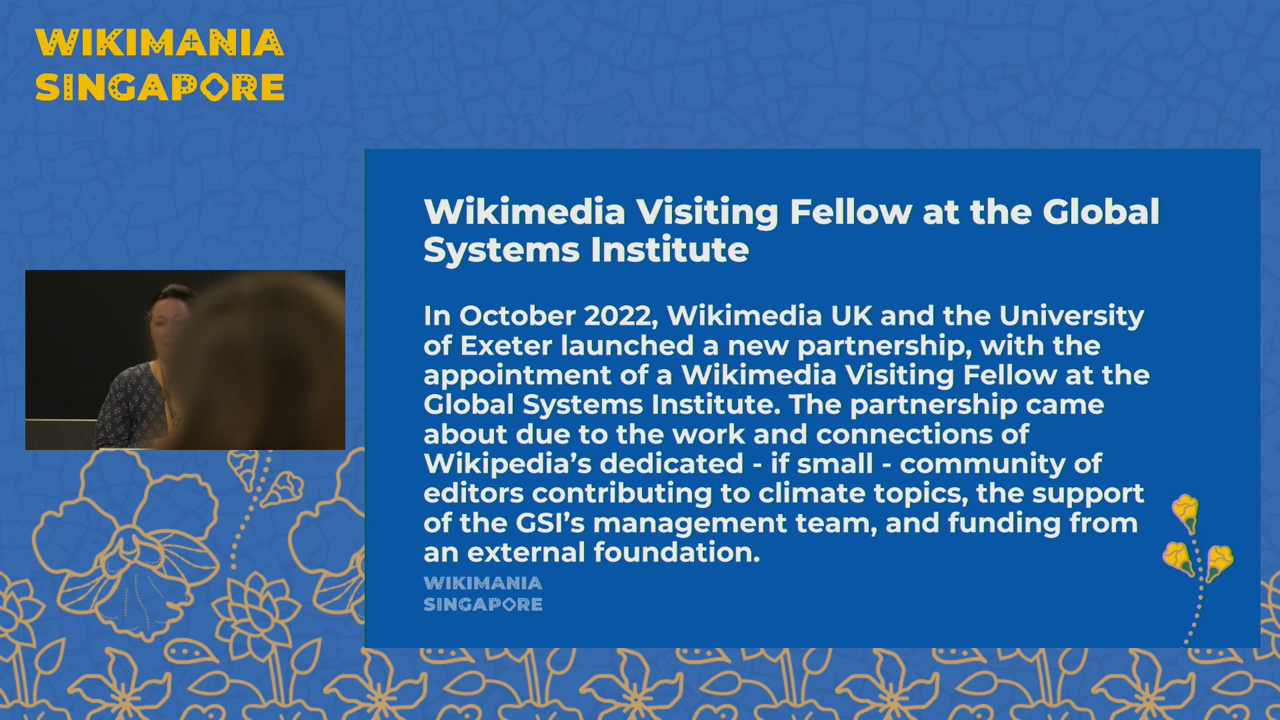 WIKIMANIA
SINGAPORE
Wikimedia Visiting Fellow at the Global
Systems Institute
In October 2022, Wikimedia UK and the University
of Exeter launched a new partnership, with the
appointment of a Wikimedia Visiting Fellow at the
Global Systems Institute. The partnership came
about due to the work and connections of
Wikipedia’s dedicated - if small - community of
editors contributing to climate topics, the support
of the GSI’s management team, and funding from
an external foundation.
WIKIMANIA
SINGAPORE